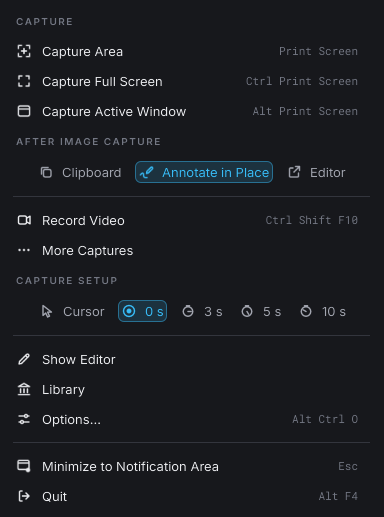 CAPTURE
Capture Area Print Screen
Capture Full Screen Ctrl Print Screen
Capture Active Window Alt Print Screen
AFTER IMAGE CAPTURE
Clipboard Annotate in Place Editor
Record Video Ctrl Shift F10
More Captures
CAPTURE SETUP
Cursor 0 s 3 s 5 s 10 s
Show Editor
Library
Options... Alt Ctrl O
Minimize to Notification Area Esc
Quit Alt F4